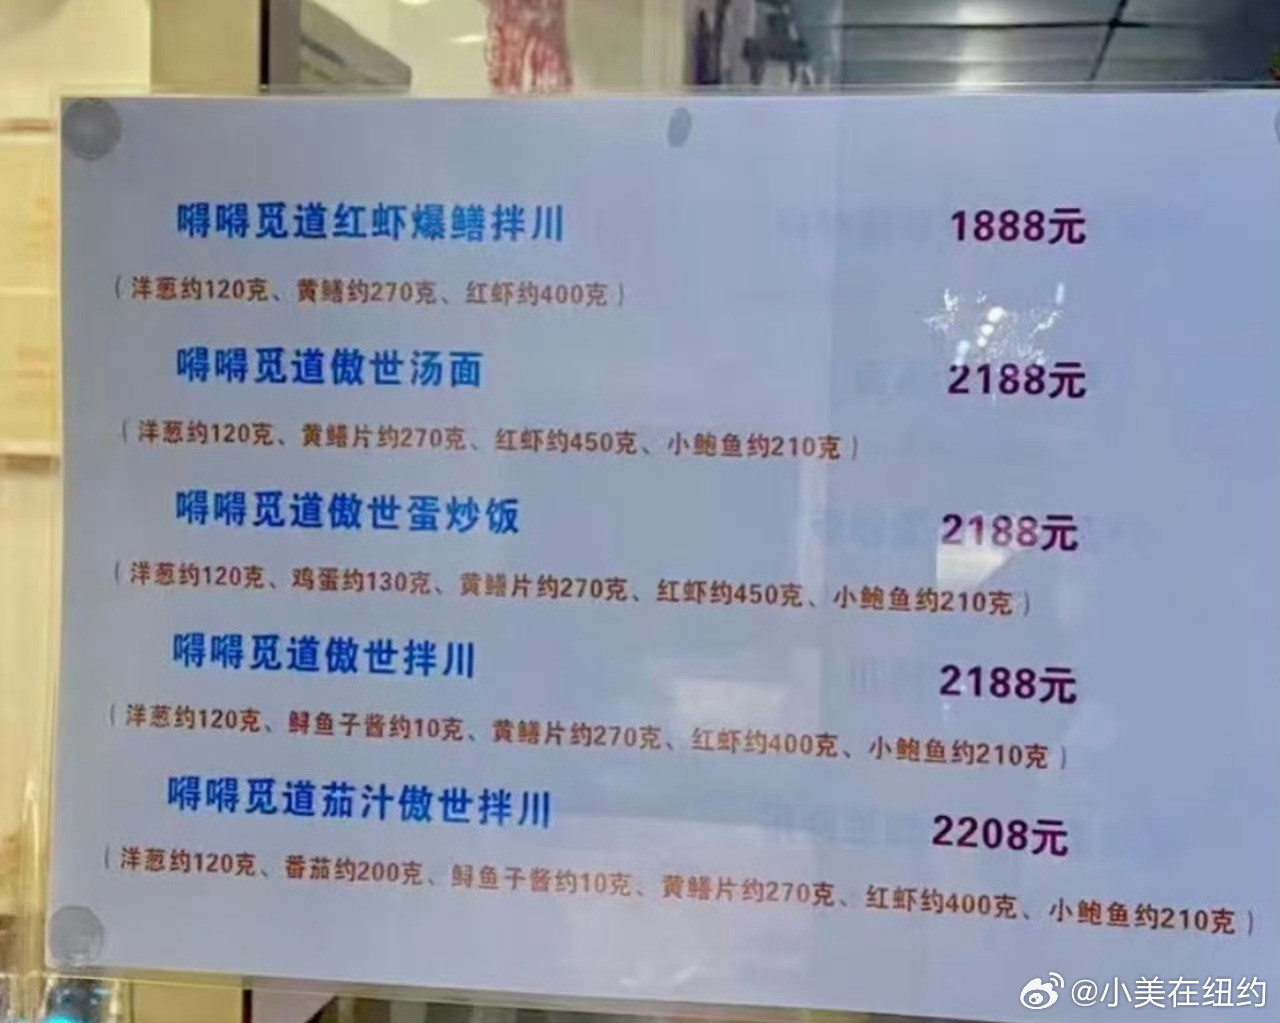 嘚嘚觅道红虾爆鳝拌川 1888元
（洋葱约120克、黄鳝约270克、红虾约400克）
嘚嘚觅道傲世汤面 2188元
（洋葱约120克、黄鳝片约270克、红虾约450克、小鲍鱼约210克）
嘚嘚觅道傲世蛋炒饭 2188元
（洋葱约120克、鸡蛋约130克、黄鳝片约270克、红虾约450克、小鲍鱼约210克）
嘚嘚觅道傲世拌川 2188元
（洋葱约120克、鲟鱼子酱约10克、黄鳝片约270克、红虾约400克、小鲍鱼约210克）
嘚嘚觅道茄汁傲世拌川 2208元
（洋葱约120克、番茄约200克、鲟鱼子酱约10克、黄鳝片约270克、红虾约400克、小鲍鱼约210克）
@小美在纽约